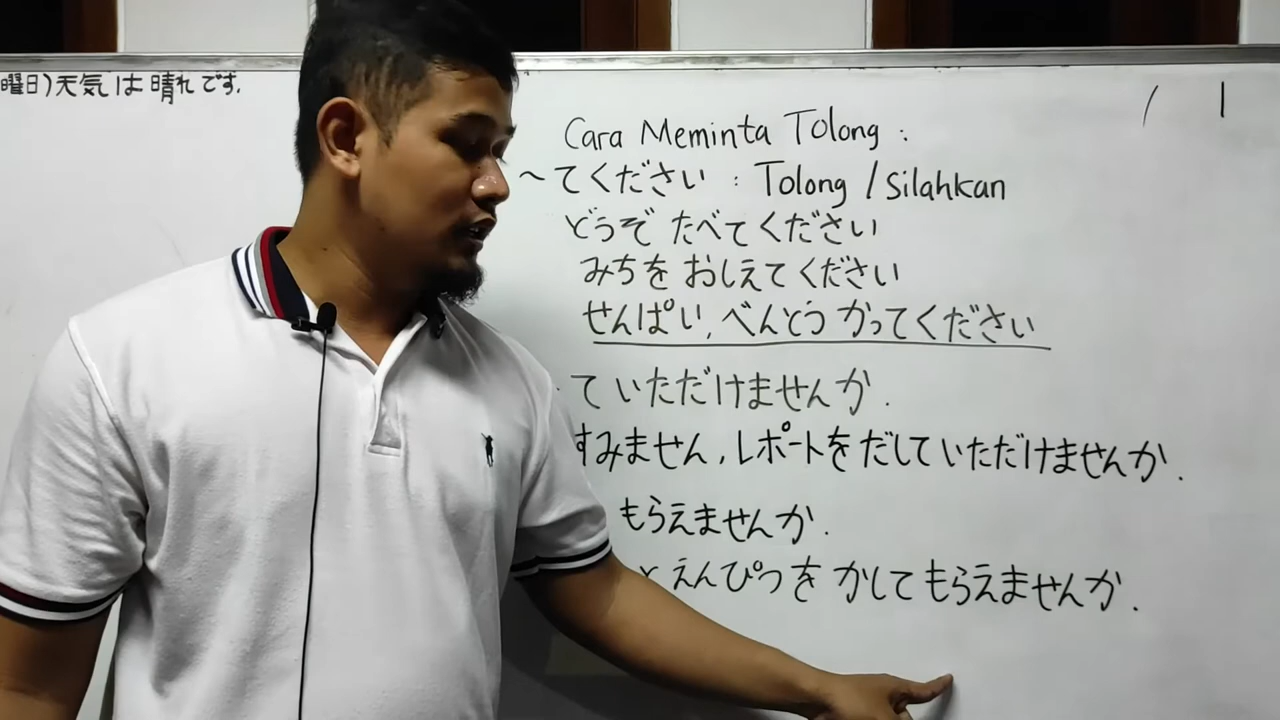 曜日)天気は晴れです.
Cara Meminta Tolong :
～てください : Tolong / Silahkan
どうぞ たべてください
みちを おしえてください
せんぱい, べんとう かってください
ていただけませんか.
すみません, レポートを だしていただけませんか.
もらえませんか.
と えんぴつを かしてもらえませんか.